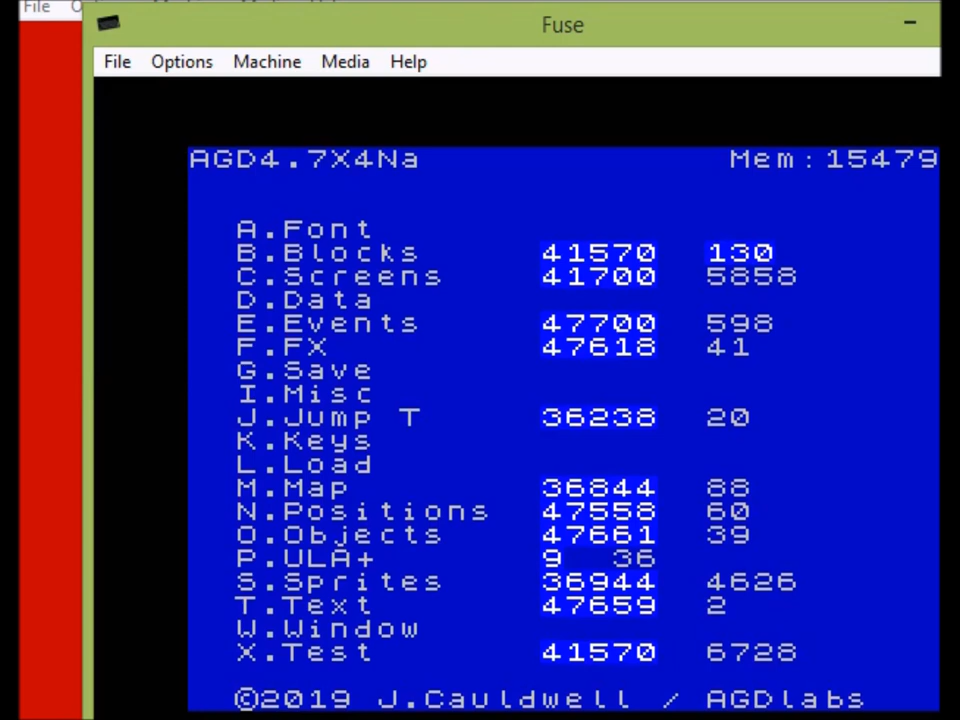 File
Fuse
File Options Machine Media Help
AGD4.7X4Na Mem:15479
A.Font
B.Blocks 41570 130
C.Screens 41700 5858
D.Data
E.Events 47700 598
F.FX 47618 41
G.Save
I.Misc
J.Jump T 36238 20
K.Keys
L.Load
M.Map 36844 88
N.Positions 47558 60
O.Objects 47661 39
P.ULA+ 9 36
S.Sprites 36944 4626
T.Text 47659 2
W.Window
X.Test 41570 6728
©2019 J.Cauldwell / AGDlabs